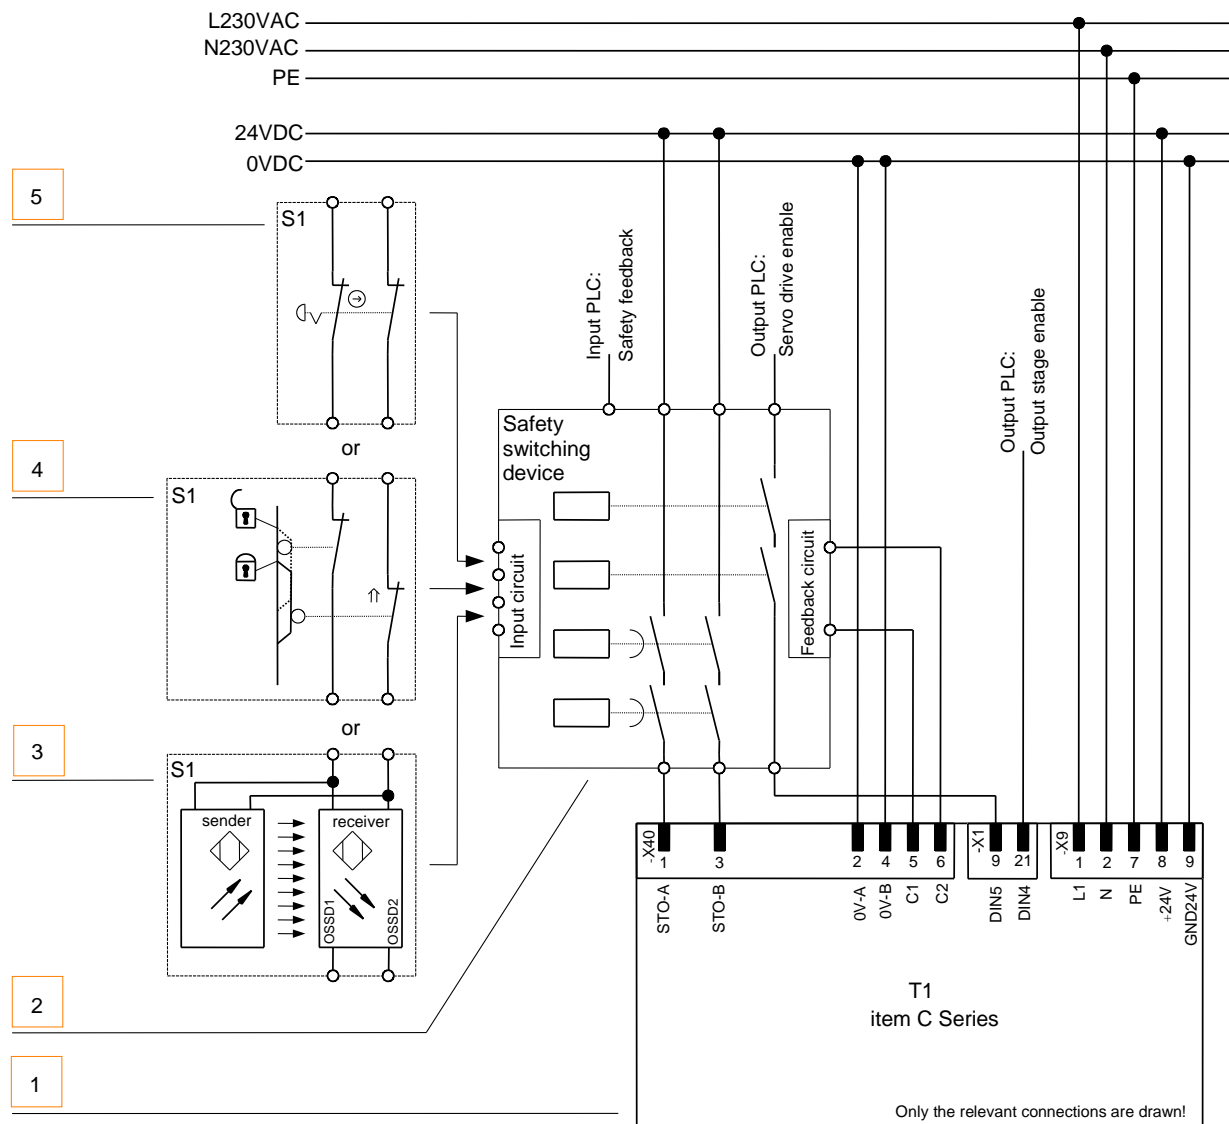 L230VAC
N230VAC
PE
24VDC
0VDC
5
S1
or
4
S1
or
3
S1
sender
receiver
OSSD1
OSSD2
2
1
Input PLC:
Safety feedback
Output PLC:
Servo drive enable
Output PLC:
Output stage enable
Safety
switching
device
Input circuit
Feedback circuit
-X40
1
3
2
4
5
6
-X1
9
21
-X9
1
2
7
8
9
STO-A
STO-B
0V-A
0V-B
C1
C2
DIN5
DIN4
L1
N
PE
+24V
GND24V
T1
item C Series
Only the relevant connections are drawn!